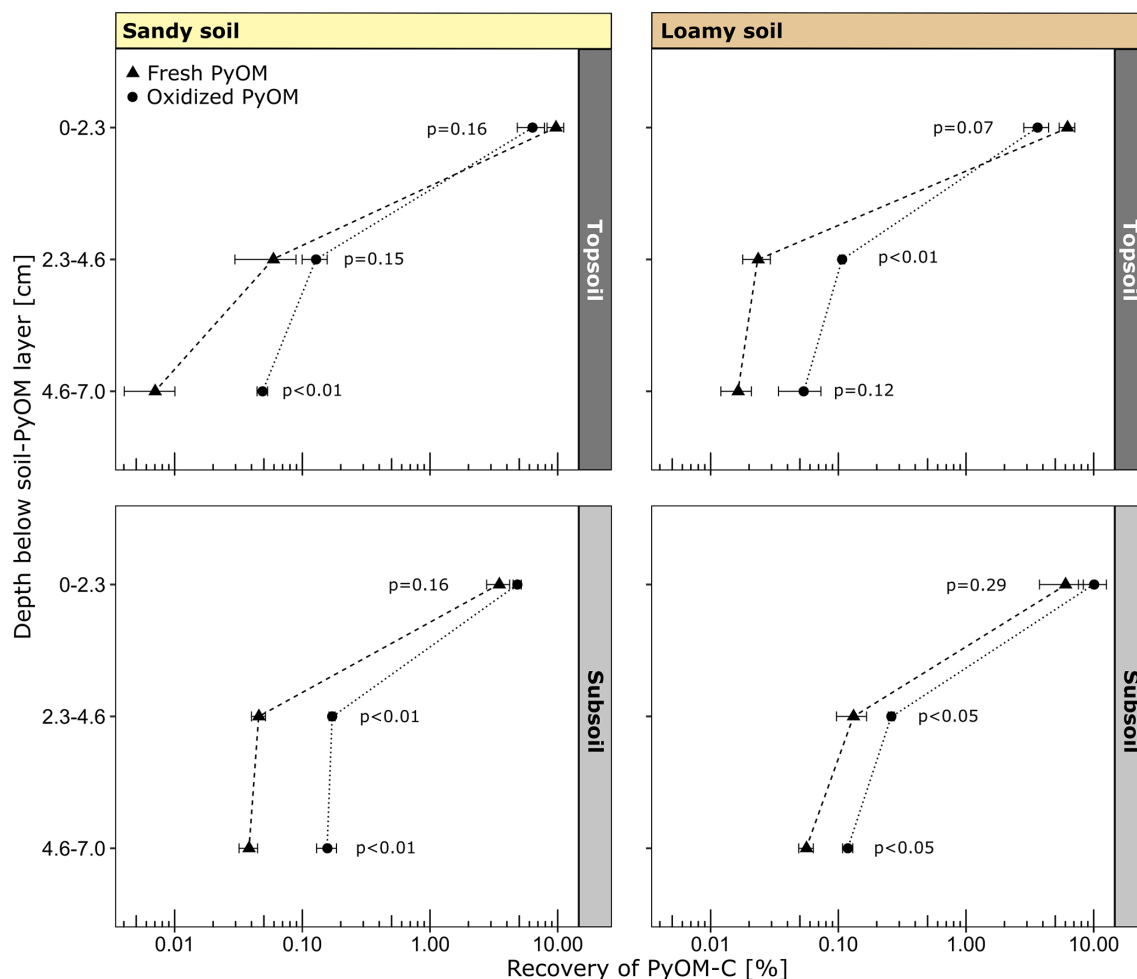 Sandy soil
Loamy soil
Fresh PyOM
Oxidized PyOM
Depth below soil-PyOM layer [cm]
0-2.3
p=0.16
p=0.07
2.3-4.6
p=0.15
p<0.01
4.6-7.0
p<0.01
p=0.12
Topsoil
Topsoil
0-2.3
p=0.16
p=0.29
2.3-4.6
p<0.01
p<0.05
4.6-7.0
p<0.01
p<0.05
Subsoil
Subsoil
0.01 0.10 1.00 10.00
0.01 0.10 1.00 10.00
Recovery of PyOM-C [%]